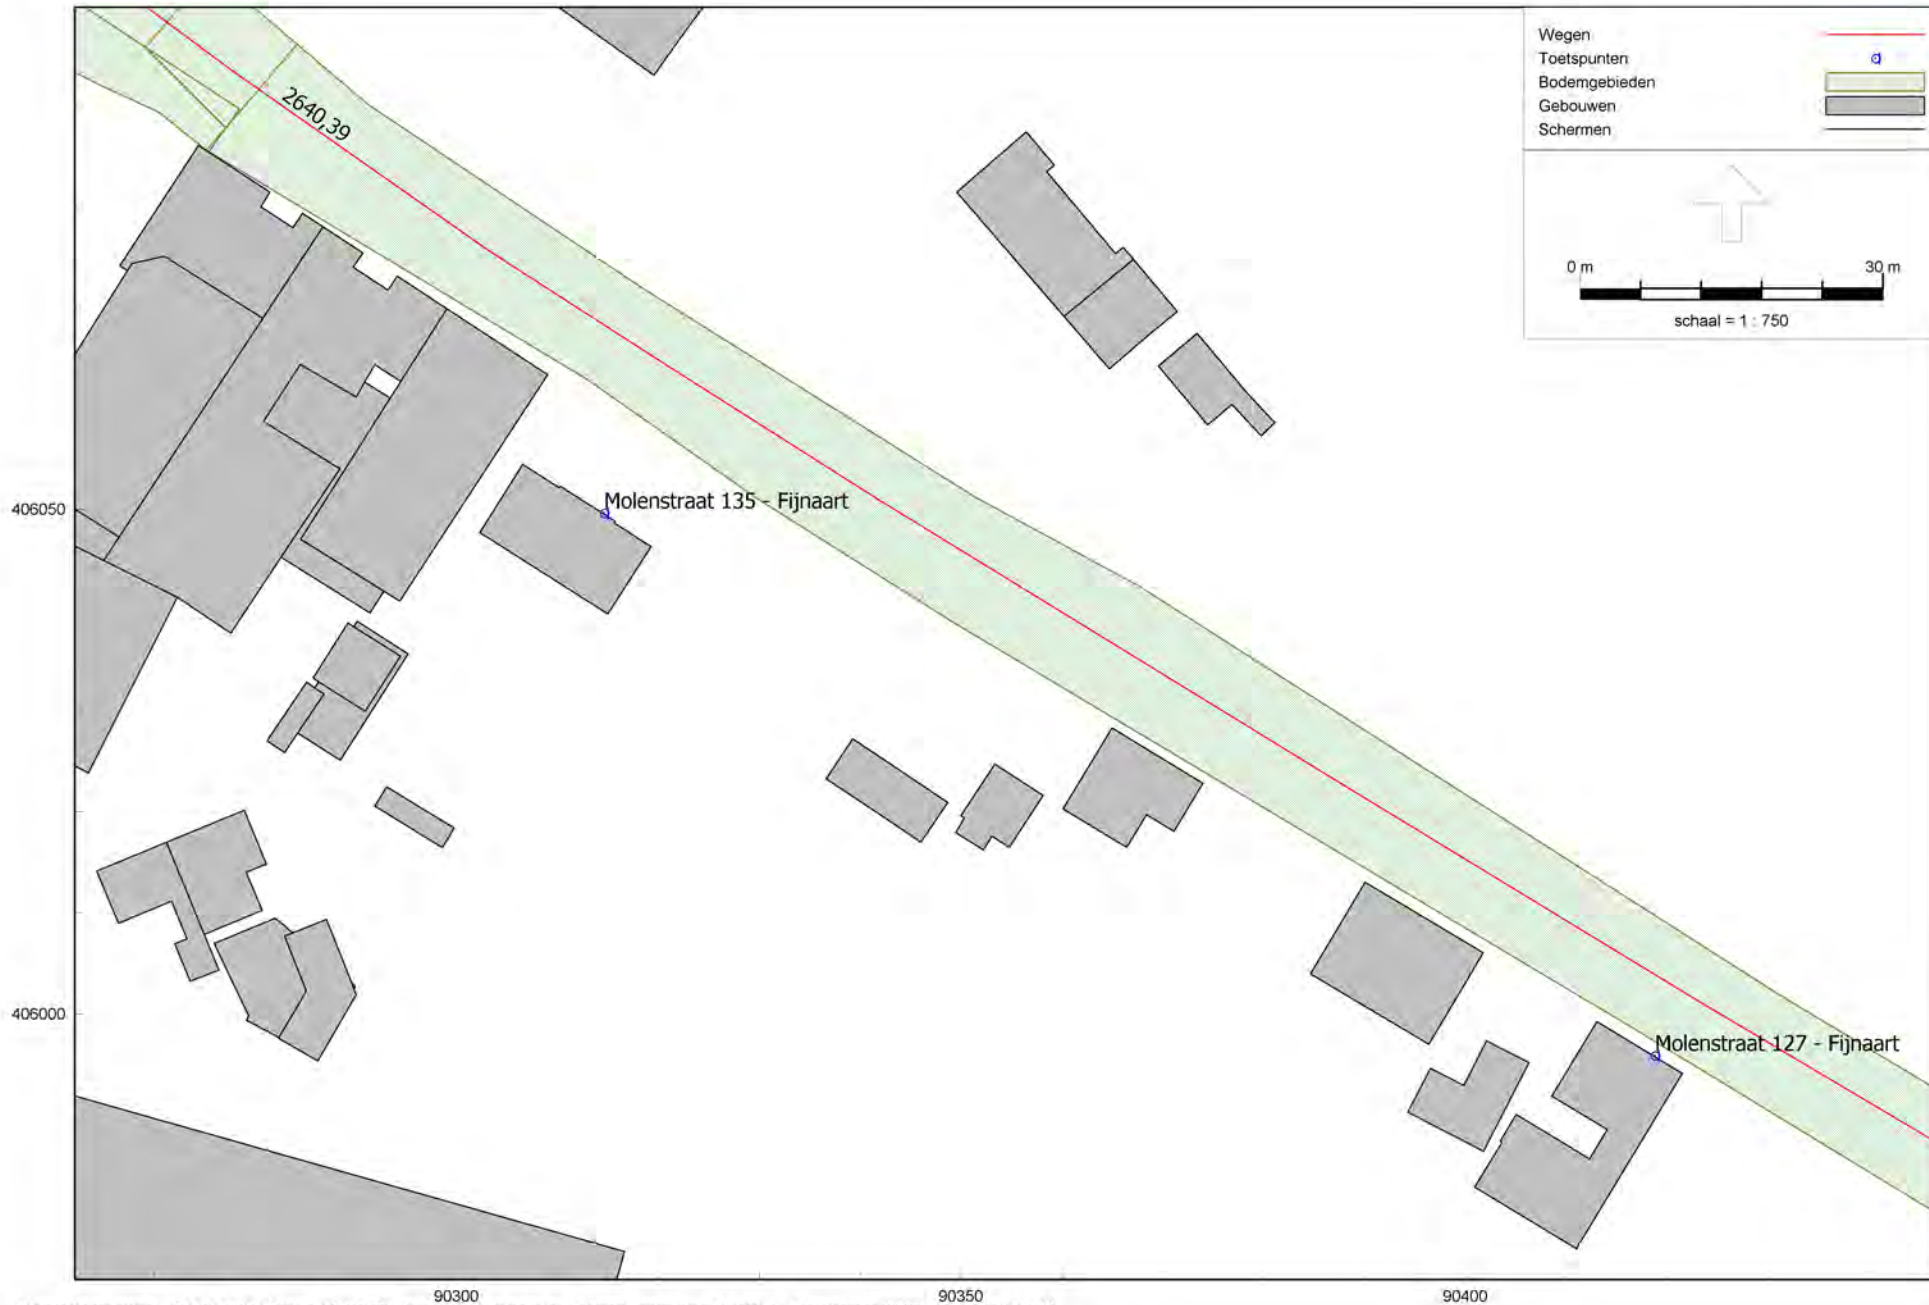 Wegen
Toetspunten
Bodemgebieden
Gebouwen
Schermen
0 m 30 m
schaal = 1 : 750
2640,39
Molenstraat 135 - Fijnaart
406050
406000
Molenstraat 127 - Fijnaart
90300 90350 90400